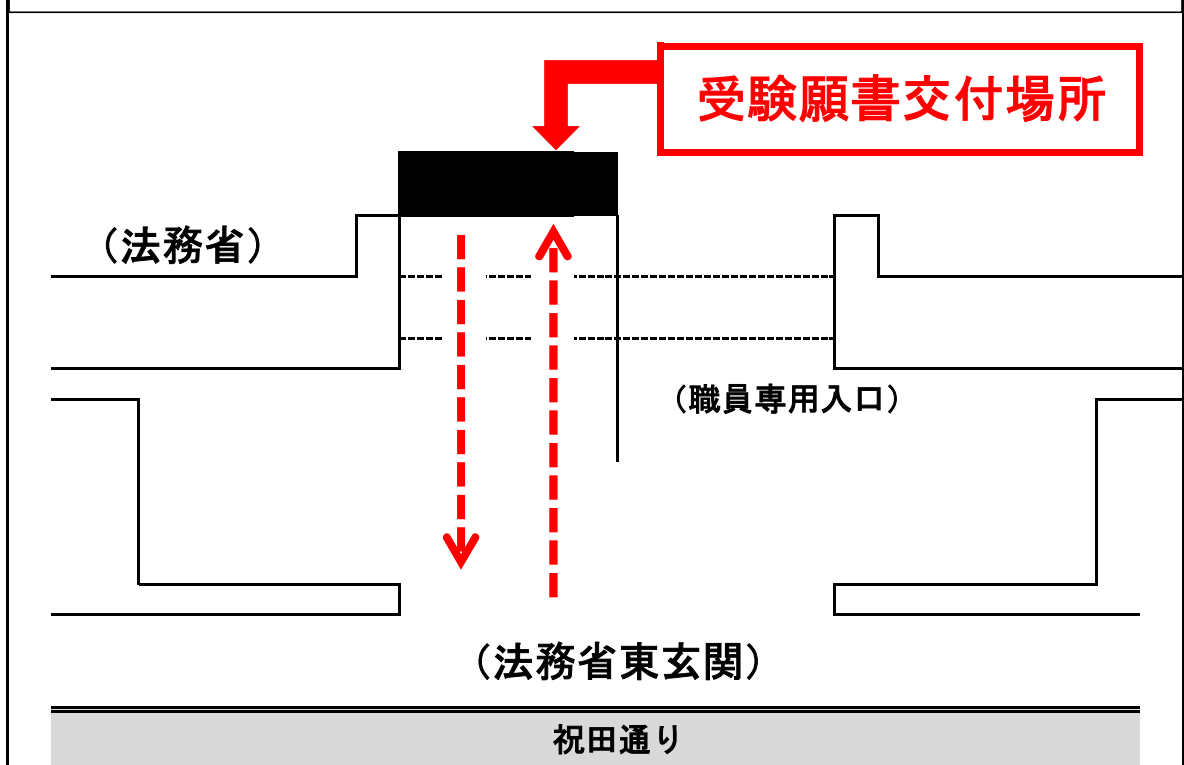 受験願書交付場所
（法務省）
（職員専用入口）
（法務省東玄関）
祝田通り